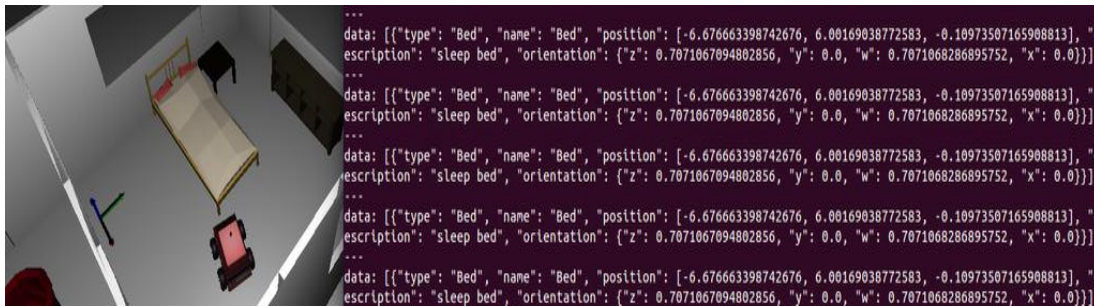 ---
data: [{"type": "Bed", "name": "Bed", "position": [-6.676663398742676, 6.00169038772583, -0.10973507165908813], "
escription": "sleep bed", "orientation": {"z": 0.7071067094802856, "y": 0.0, "w": 0.7071068286895752, "x": 0.0}}]
---
data: [{"type": "Bed", "name": "Bed", "position": [-6.676663398742676, 6.00169038772583, -0.10973507165908813], "
escription": "sleep bed", "orientation": {"z": 0.7071067094802856, "y": 0.0, "w": 0.7071068286895752, "x": 0.0}}]
---
data: [{"type": "Bed", "name": "Bed", "position": [-6.676663398742676, 6.00169038772583, -0.10973507165908813], "
escription": "sleep bed", "orientation": {"z": 0.7071067094802856, "y": 0.0, "w": 0.7071068286895752, "x": 0.0}}]
---
data: [{"type": "Bed", "name": "Bed", "position": [-6.676663398742676, 6.00169038772583, -0.10973507165908813], "
escription": "sleep bed", "orientation": {"z": 0.7071067094802856, "y": 0.0, "w": 0.7071068286895752, "x": 0.0}}]
---
data: [{"type": "Bed", "name": "Bed", "position": [-6.676663398742676, 6.00169038772583, -0.10973507165908813], "
escription": "sleep bed", "orientation": {"z": 0.7071067094802856, "y": 0.0, "w": 0.7071068286895752, "x": 0.0}}]